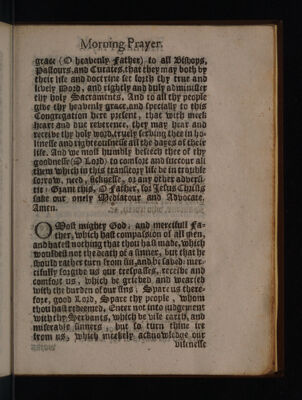 Morning Prayer.
grace (O heavenly Father) to all Bishops,
Pastours, and Curates, that they may both by
their life and doctrine set forth thy true and
lively Word, and rightly and duly administer
thy holy Sacraments. And to all thy people
give thy heavenly grace, and specially to this
Congregation here present, that with meek
heart and due reverence, they may hear and
receive thy holy word, truely serving thee in ho-
linesse and righteousnesse all the dayes of their
life. And we most humbly beseech thee of thy
goodnesse (O Lord) to comfort and succour all
them which in this transitory life be in trouble
sorrow, need, sicknesse, or any other adversi-
tie: Grant this, O Father, for Jesus Christs
sake our onely Mediatour and Advocate,
Amen.
O Most mighty God, and mercifull Fa-
ther, which hast compassion of all men,
and hatest nothing that thou hast made, which
wouldest not the death of a sinner, but that he
should rather turn from sin, and be saved: mer-
cifully forgive us our trespasses, receive and
comfort us, which be grieved and wearied
with the burden of our sins; Spare us there-
fore, good Lord, Spare thy people, whom
thou hast redeemed, Enter not into judgement
with thy Servants, which be vile earth, and
miserable sinners; but so turn thine ire
from us, which meekly acknowledge our
vilenesse